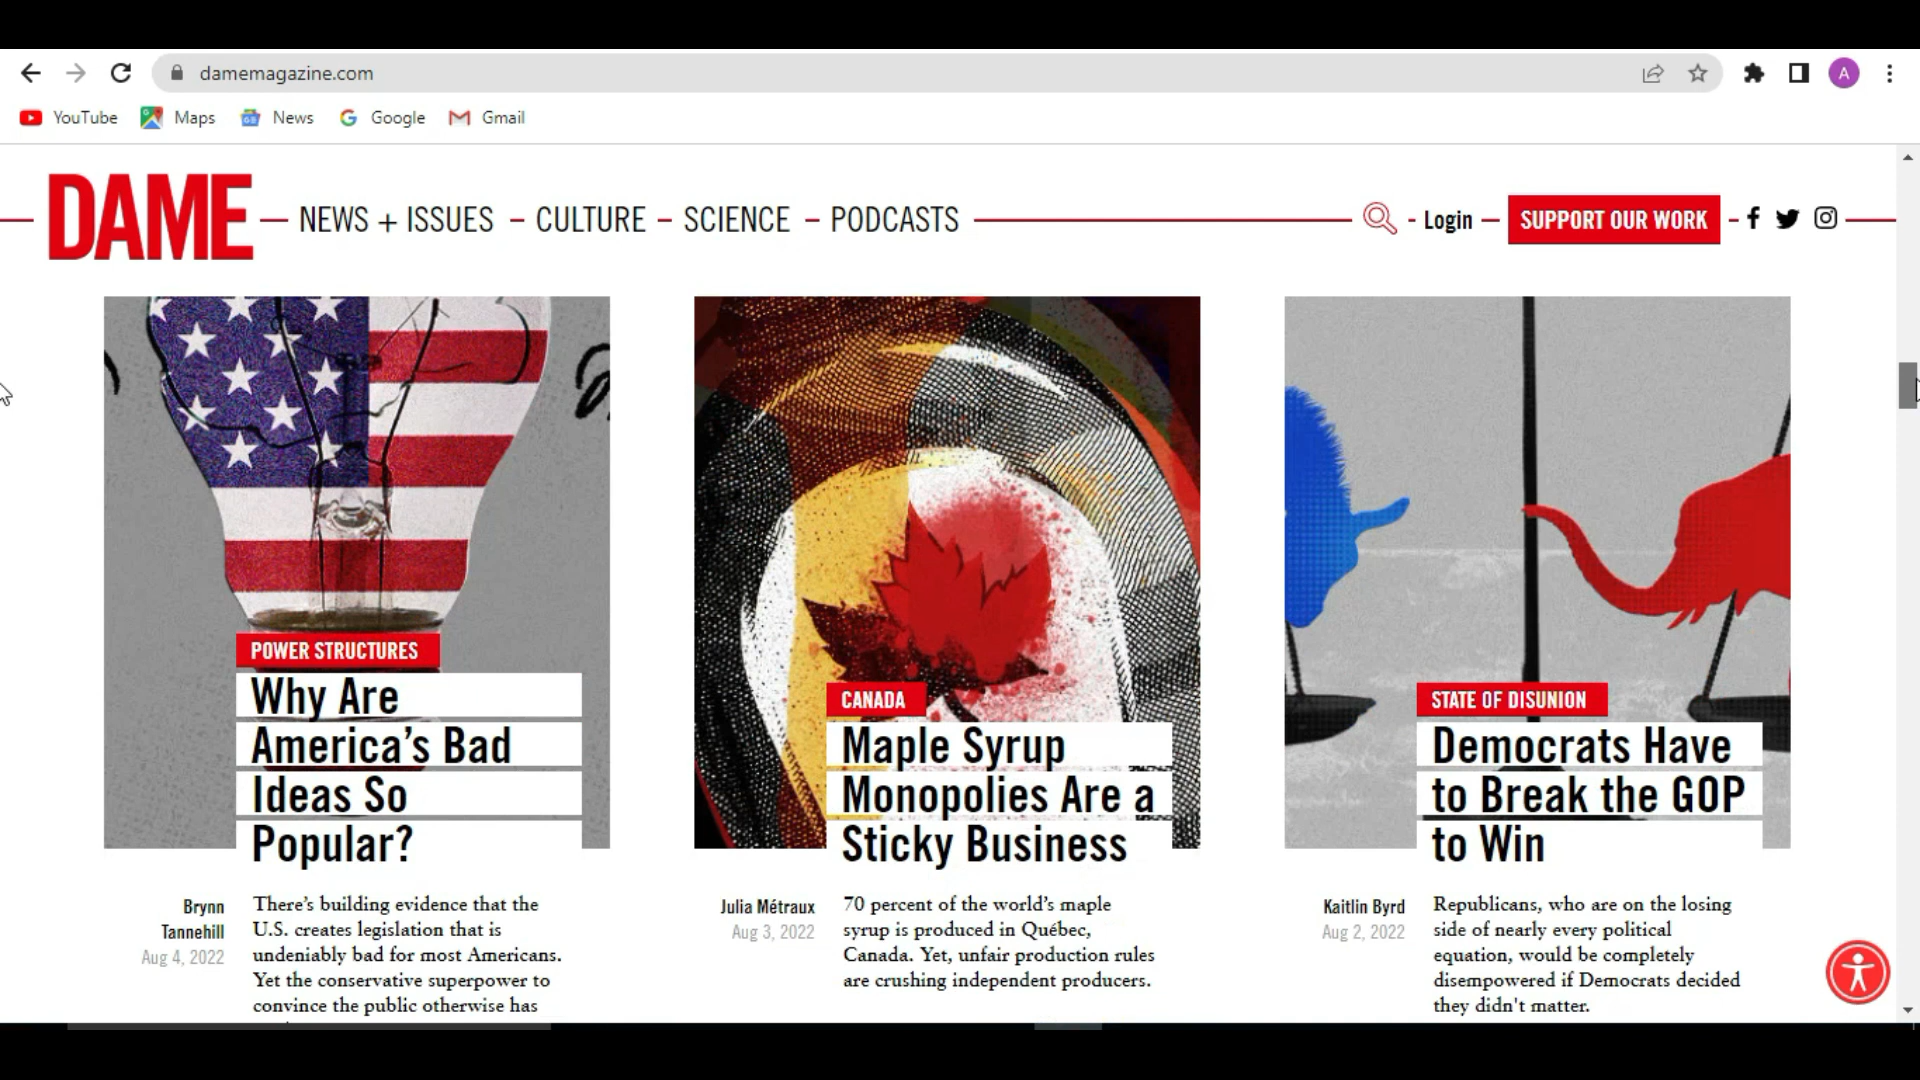 damemagazine.com
A
YouTube Maps News Google Gmail
DAME NEWS + ISSUES CULTURE SCIENCE PODCASTS Login SUPPORT OUR WORK
POWER STRUCTURES
Why Are
America's Bad
Ideas So
Popular?
Brynn
Tannehill
Aug 4, 2022
There's building evidence that the
U.S. creates legislation that is
undeniably bad for most Americans.
Yet the conservative superpower to
convince the public otherwise has
CANADA
Maple Syrup
Monopolies Are a
Sticky Business
Julia Métraux
Aug 3, 2022
70 percent of the world's maple
syrup is produced in Québec,
Canada. Yet, unfair production rules
are crushing independent producers.
STATE OF DISUNION
Democrats Have
to Break the GOP
to Win
Kaitlin Byrd
Aug 2, 2022
Republicans, who are on the losing
side of nearly every political
equation, would be completely
disempowered if Democrats decided
they didn't matter.